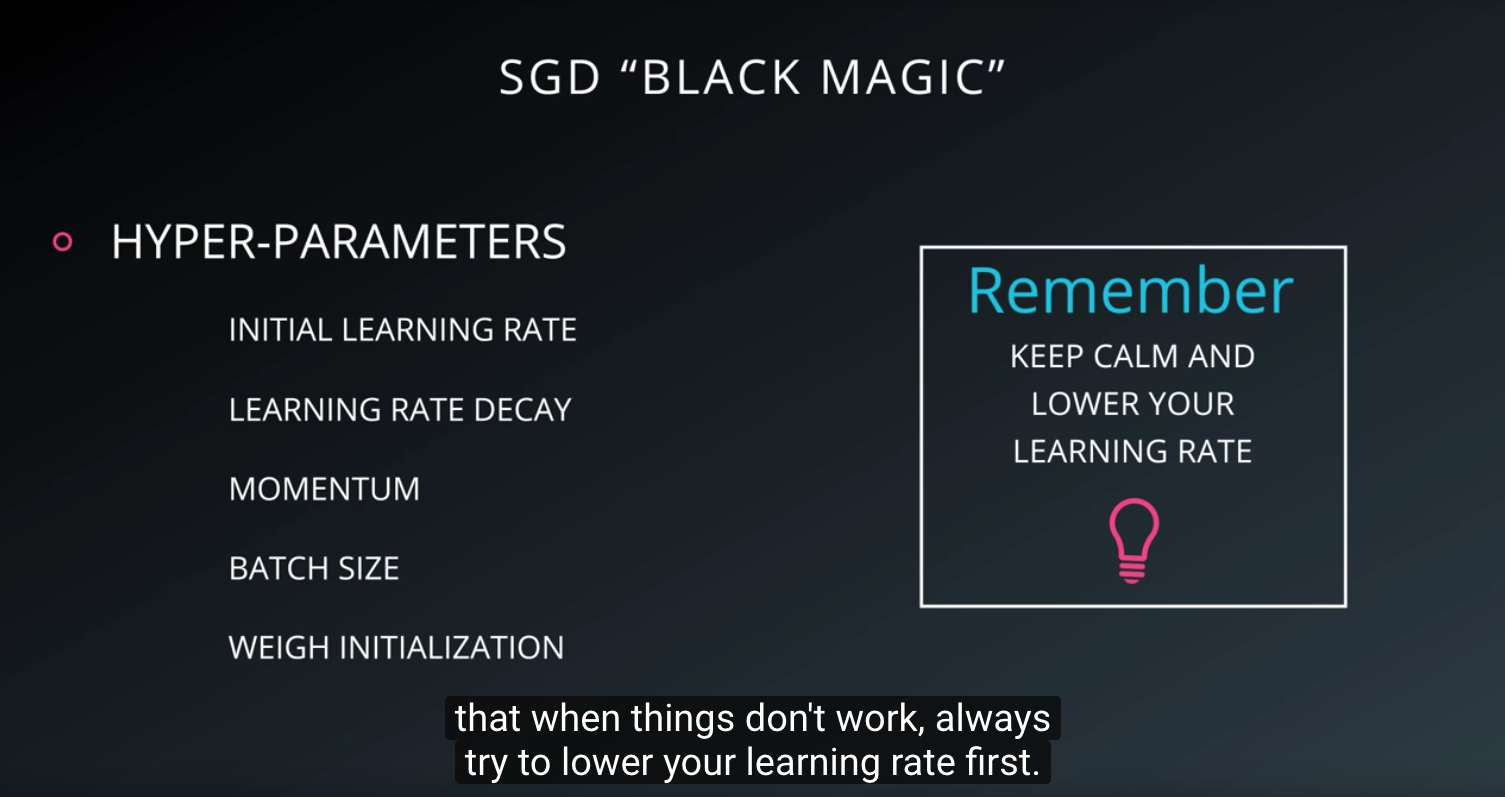 SGD “BLACK MAGIC”
HYPER-PARAMETERS
INITIAL LEARNING RATE
LEARNING RATE DECAY
MOMENTUM
BATCH SIZE
WEIGH INITIALIZATION
Remember
KEEP CALM AND
LOWER YOUR
LEARNING RATE
that when things don't work, always
try to lower your learning rate first.